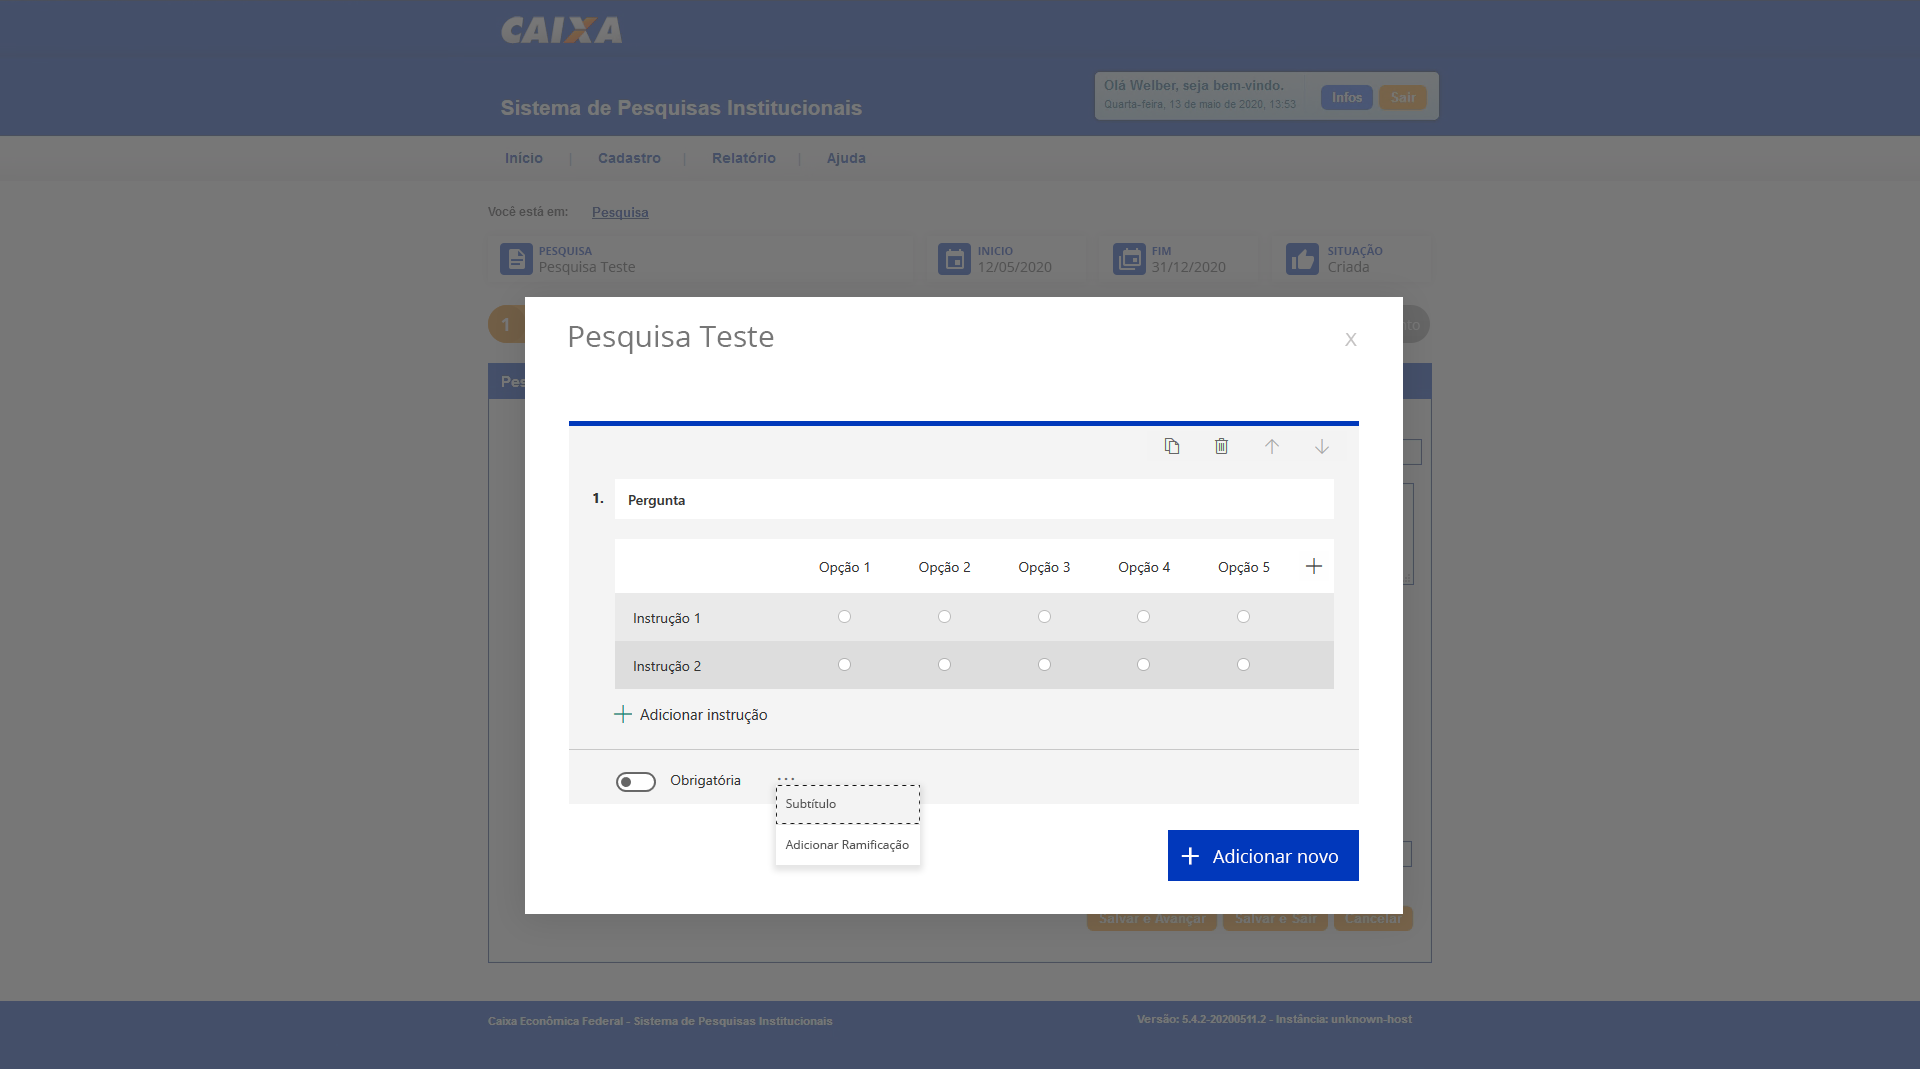 CAIXA
Sistema de Pesquisas Institucionais
Olá Welber, seja bem-vindo.
Quarta-feira, 13 de maio de 2020, 13:53
Infos
Sair
Início | Cadastro | Relatório | Ajuda
Você está em: Pesquisa
PESQUISA
Pesquisa Teste
INICIO
12/05/2020
FIM
31/12/2020
SITUAÇÃO
Criada
1
nto
Pes
Pesquisa Teste
x
1. Pergunta
Opção 1 Opção 2 Opção 3 Opção 4 Opção 5
Instrução 1
Instrução 2
Adicionar instrução
Obrigatória ...
Subtítulo
Adicionar Ramificação
Adicionar novo
Salvar e Avançar Salvar e Sair Cancelar
Caixa Econômica Federal - Sistema de Pesquisas Institucionais
Versão: 5.4.2-20200511.2 - Instância: unknown-host